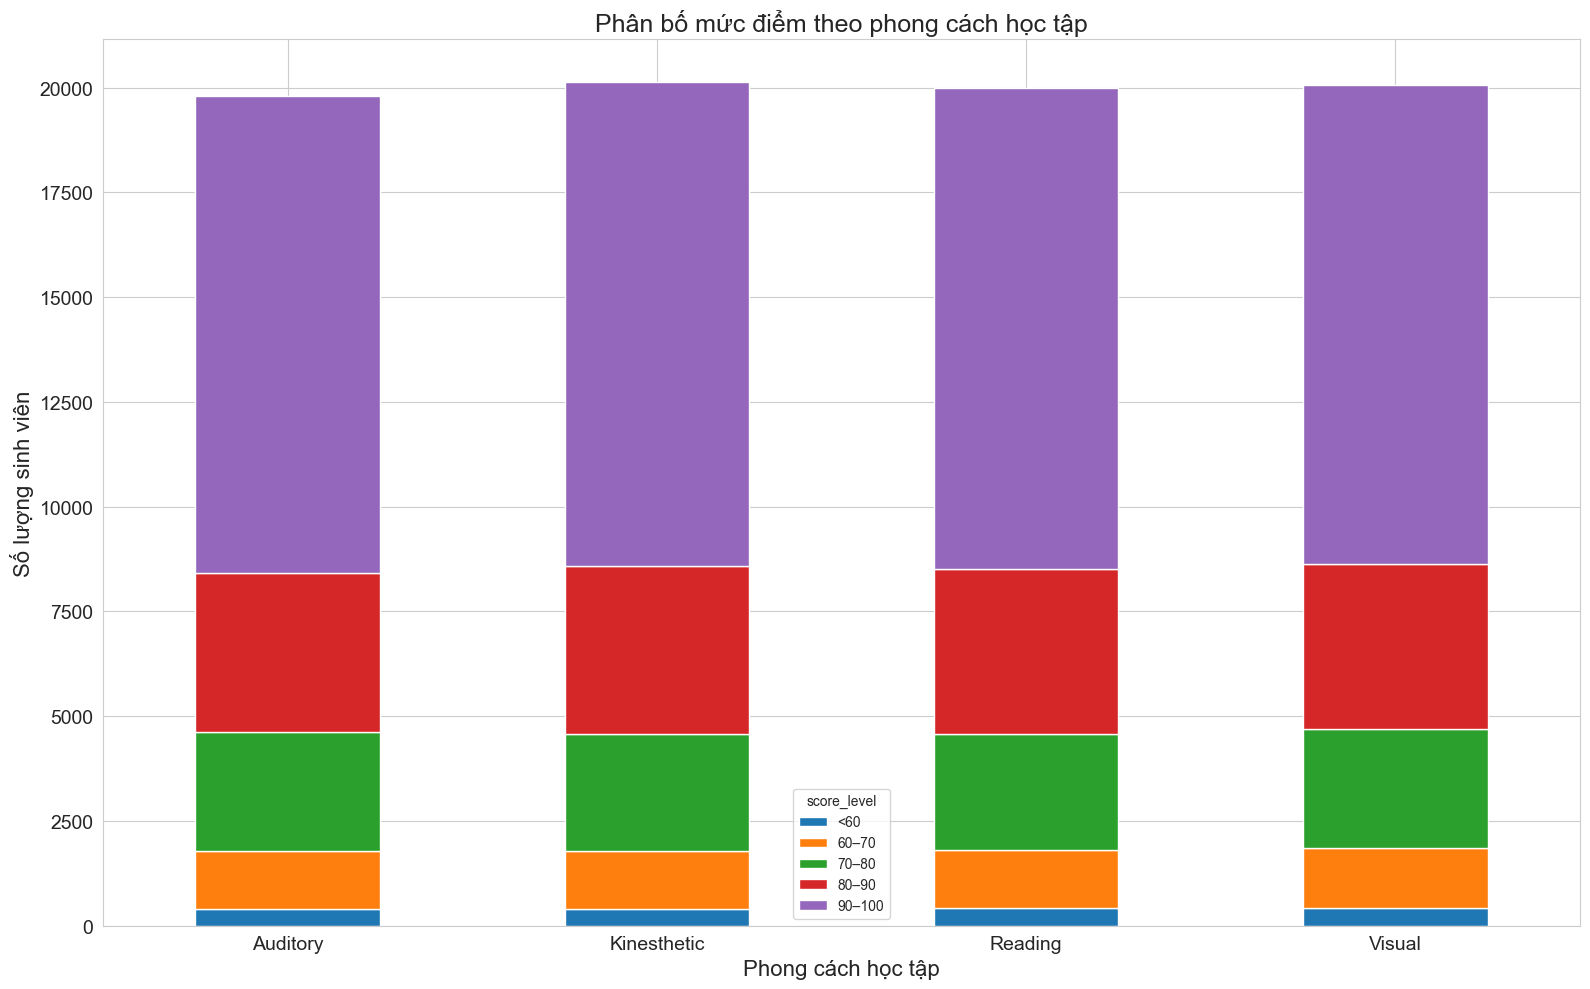 Phân bố mức điểm theo phong cách học tập
Số lượng sinh viên
20000
17500
15000
12500
10000
7500
5000
2500
0
score_level
<60
60–70
70–80
80–90
90–100
Auditory
Kinesthetic
Reading
Visual
Phong cách học tập